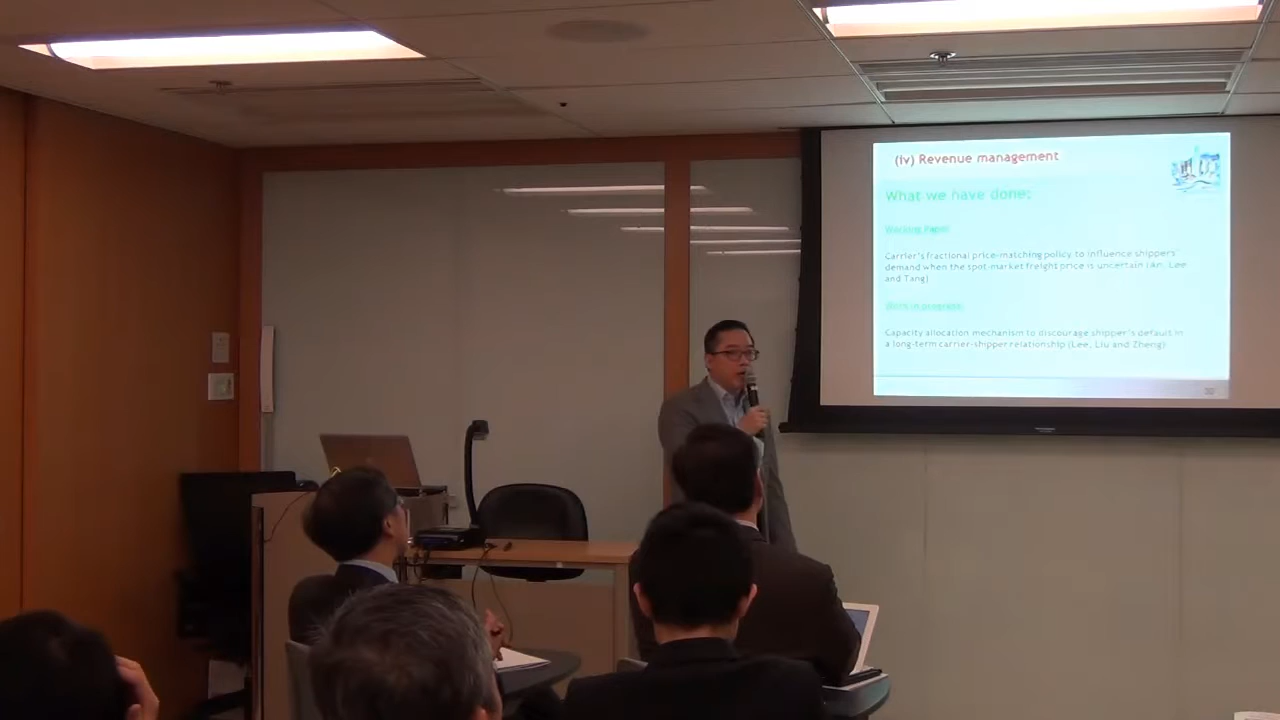 (iv) Revenue management
What we have done:
Working Paper
Carrier's fractional price-matching policy to influence shippers'
demand when the spot-market freight price is uncertain (An, Lee
and Tang)
Work in progress:
Capacity allocation mechanism to discourage shipper's default in
a long-term carrier-shipper relationship (Lee, Liu and Zheng)
30